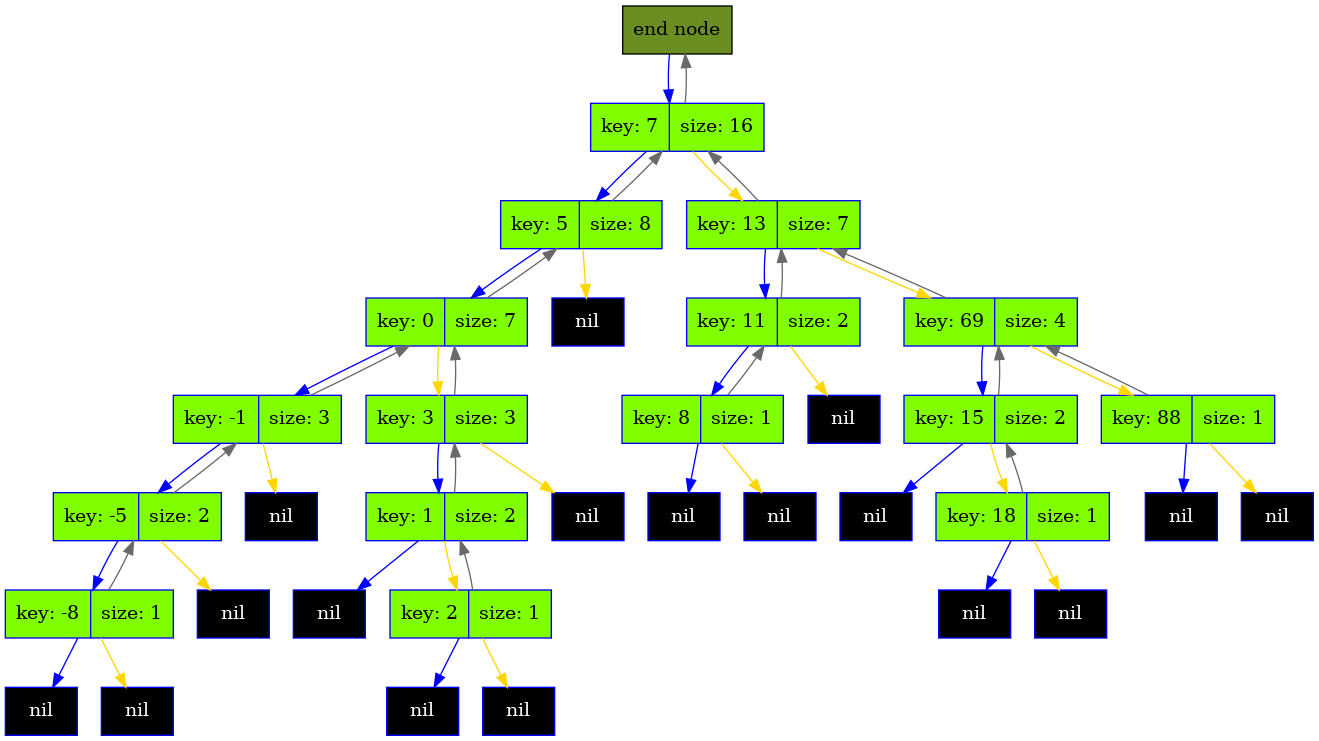 end node
key: 7 size: 16
key: 5 size: 8 key: 13 size: 7
key: 0 size: 7 nil key: 11 size: 2 key: 69 size: 4
key: -1 size: 3 key: 3 size: 3 key: 8 size: 1 nil key: 15 size: 2 key: 88 size: 1
key: -5 size: 2 nil key: 1 size: 2 nil nil nil nil key: 18 size: 1 nil nil
key: -8 size: 1 nil nil key: 2 size: 1 nil nil
nil nil nil nil